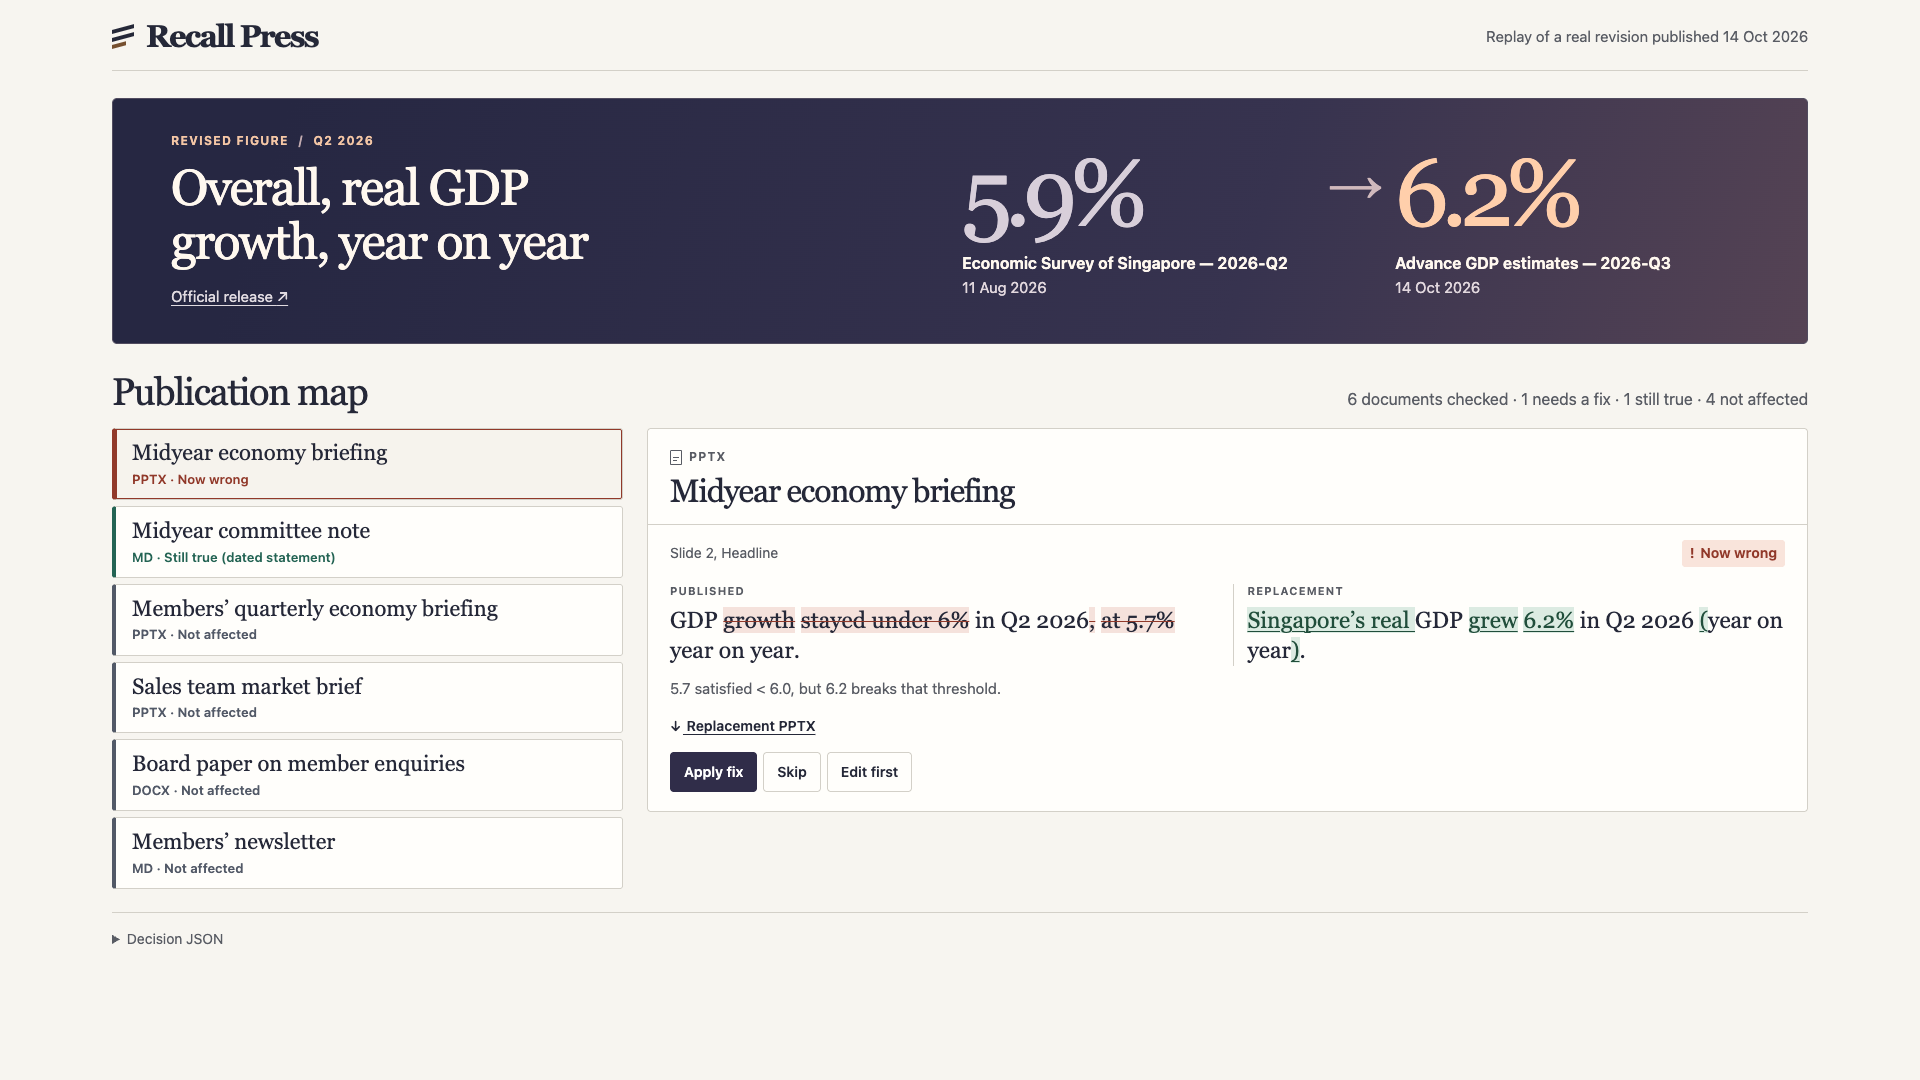 Recall Press
Replay of a real revision published 14 Oct 2026
REVISED FIGURE / Q2 2026
Overall, real GDP
growth, year on year
Official release ↗
5.9%
Economic Survey of Singapore — 2026-Q2
11 Aug 2026
→
6.2%
Advance GDP estimates — 2026-Q3
14 Oct 2026
Publication map
6 documents checked · 1 needs a fix · 1 still true · 4 not affected
Midyear economy briefing
PPTX · Now wrong
Midyear committee note
MD · Still true (dated statement)
Members’ quarterly economy briefing
PPTX · Not affected
Sales team market brief
PPTX · Not affected
Board paper on member enquiries
DOCX · Not affected
Members’ newsletter
MD · Not affected
PPTX
Midyear economy briefing
Slide 2, Headline
! Now wrong
PUBLISHED
GDP growth stayed under 6% in Q2 2026, at 5.7%
year on year.
REPLACEMENT
Singapore’s real GDP grew 6.2% in Q2 2026 (year on
year).
5.7 satisfied < 6.0, but 6.2 breaks that threshold.
↓ Replacement PPTX
Apply fix
Skip
Edit first
▶ Decision JSON